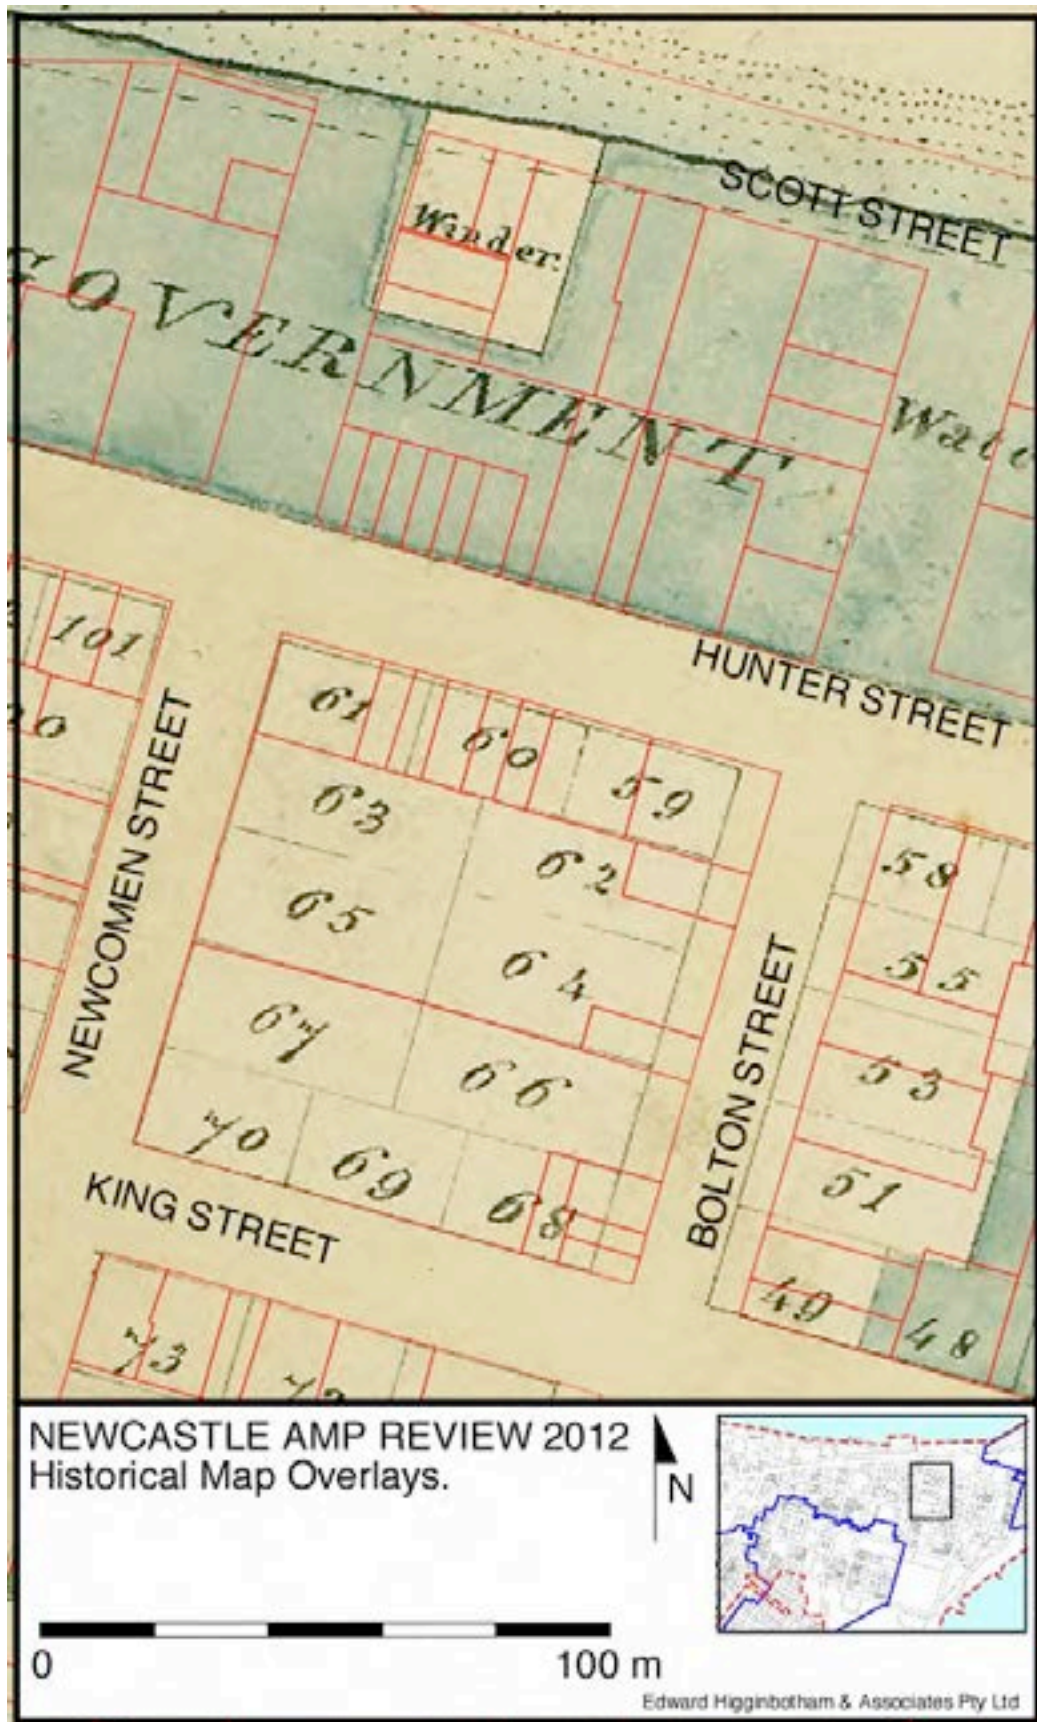 SCOTT STREET
Winder.
GOVERNMENT
HUNTER STREET
101
61
60
59
63
62
58
65
64
55
NEWCOMEN STREET
67
66
53
BOLTON STREET
70
69
68
51
KING STREET
49
48
73
NEWCASTLE AMP REVIEW 2012
Historical Map Overlays.
N
0
100 m
Edward Higginbotham & Associates Pty Ltd